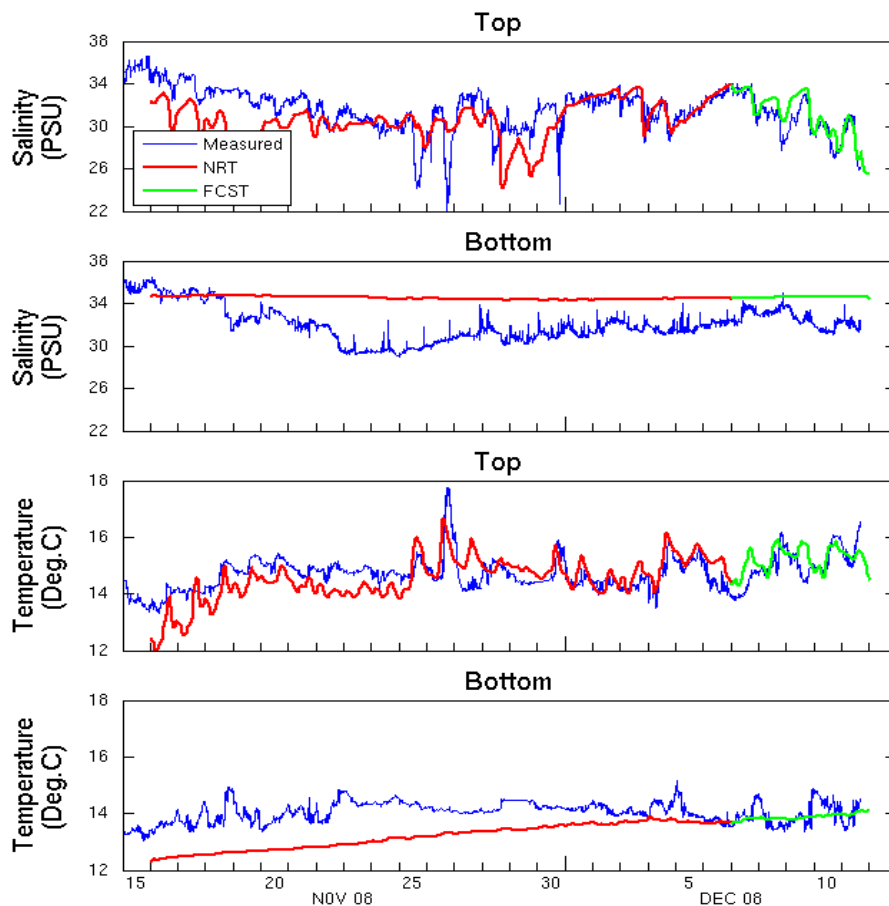 Top
Salinity
(PSU)
38
34
30
26
22
Measured
NRT
FCST
Bottom
Salinity
(PSU)
38
34
30
26
22
Top
Temperature
(Deg.C)
18
16
14
12
Bottom
Temperature
(Deg.C)
18
16
14
12
15 20 25 30 5 10
N0V 08 DEC 08